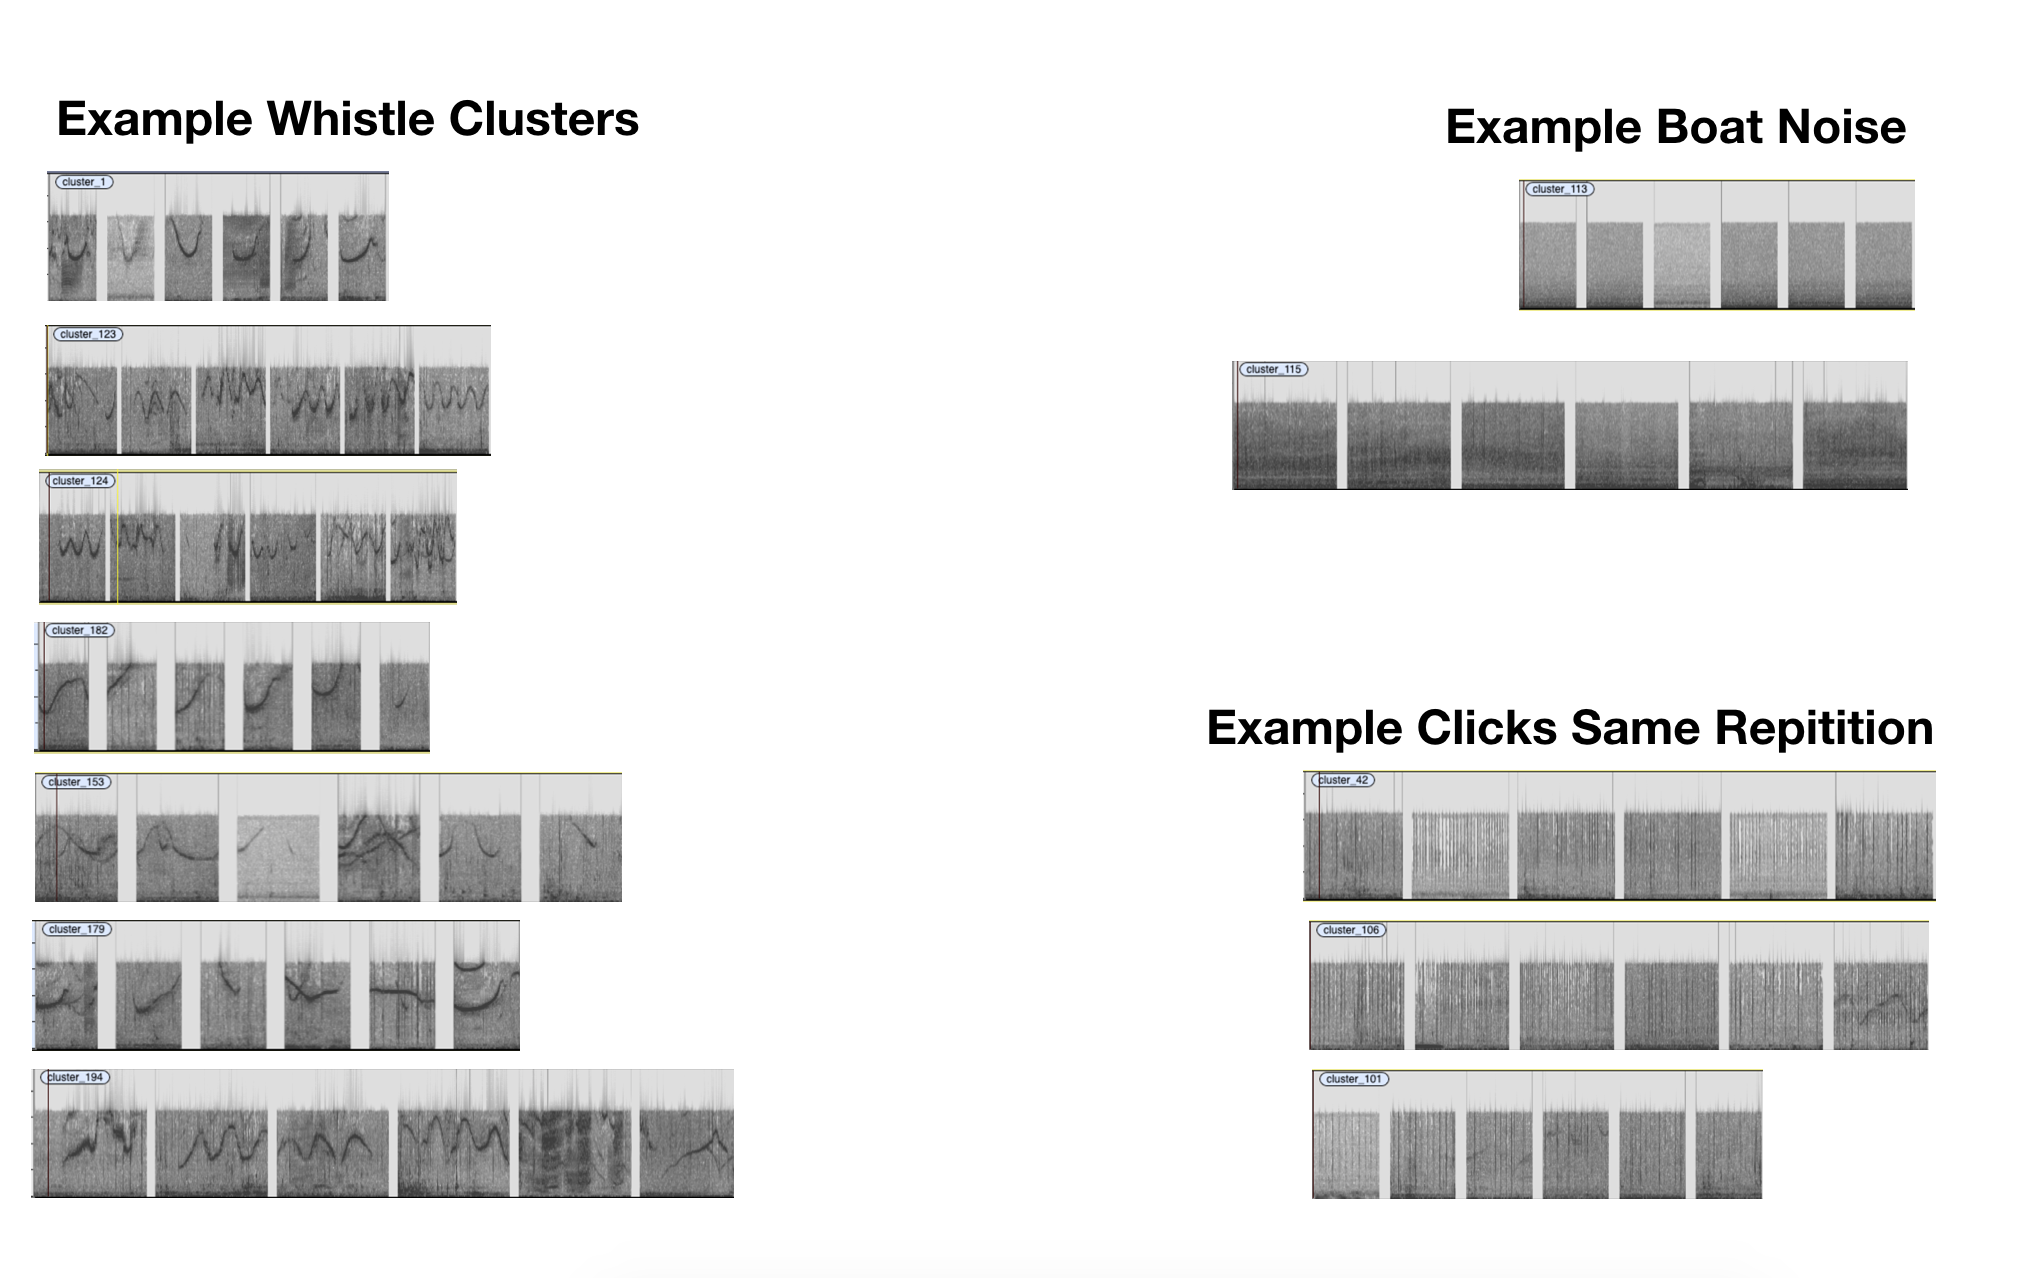 Example Whistle Clusters
cluster_1
cluster_123
cluster_124
cluster_182
cluster_153
cluster_179
cluster_194
Example Boat Noise
cluster_113
cluster_115
Example Clicks Same Repitition
cluster_42
cluster_106
cluster_101